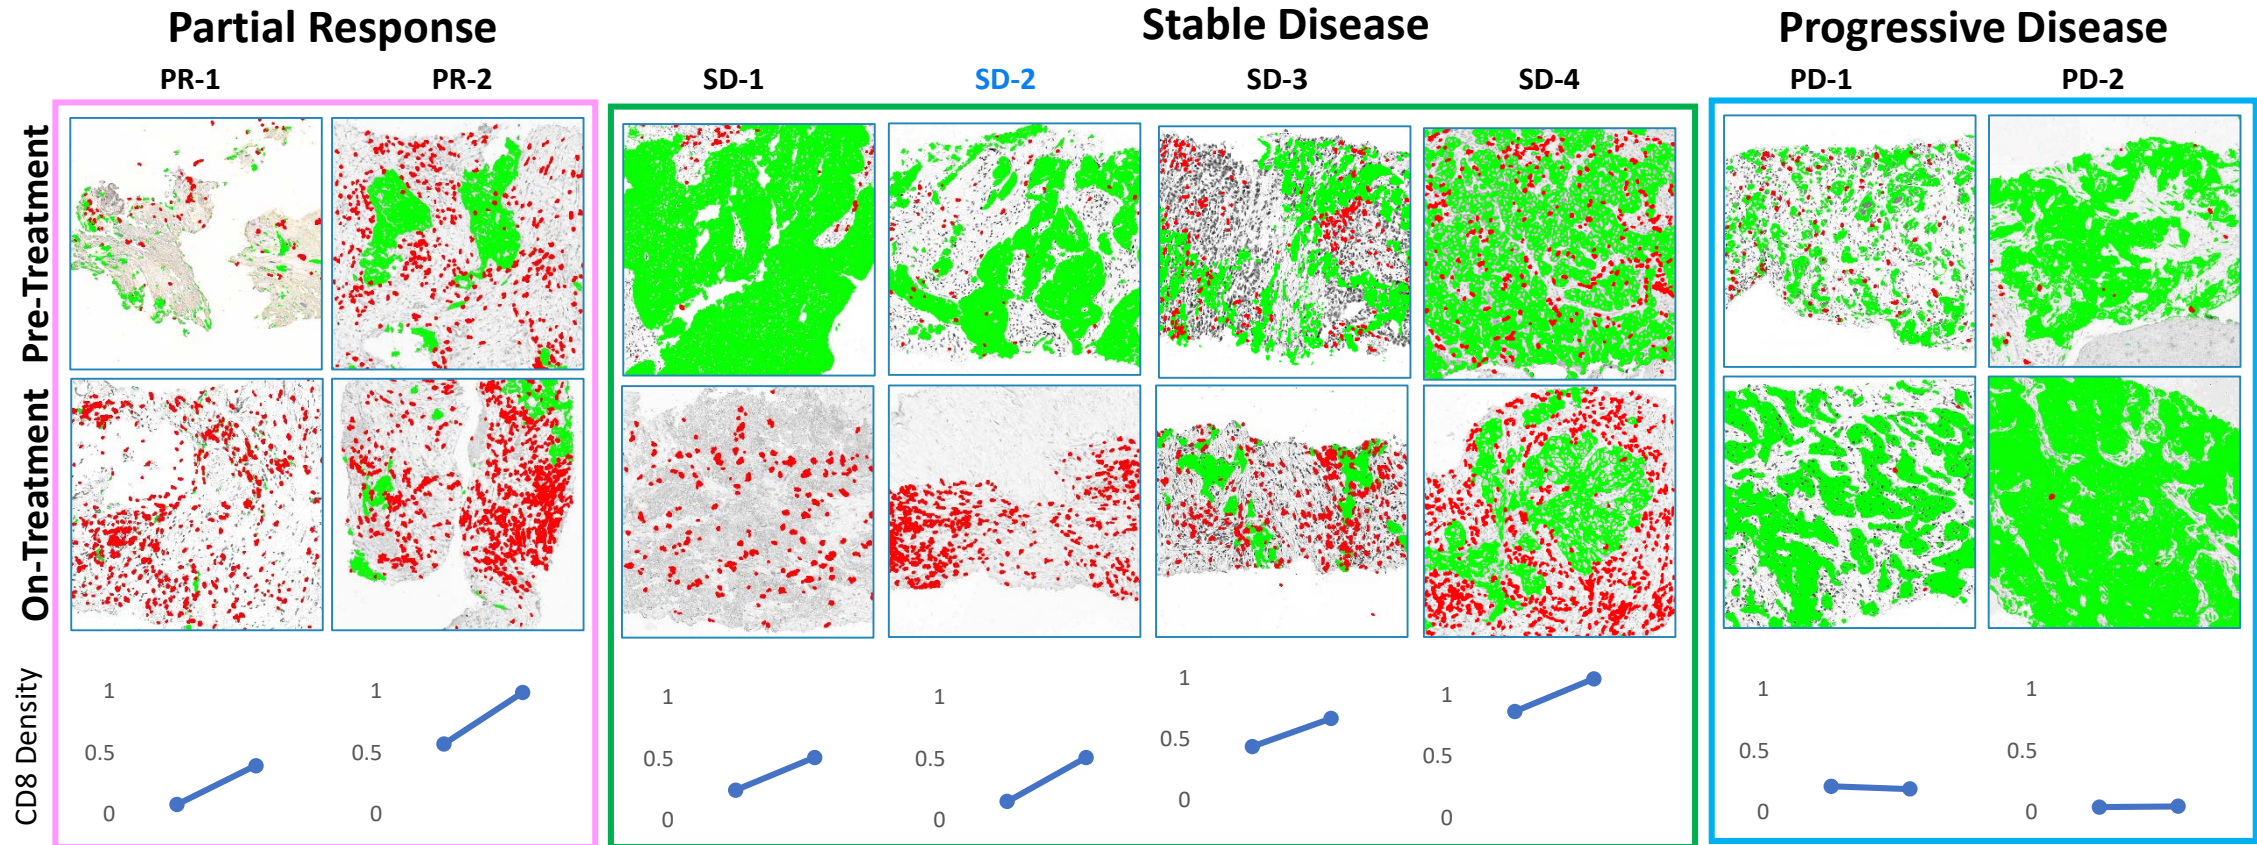 Partial Response
Stable Disease
Progressive Disease
PR-1
PR-2
SD-1
SD-2
SD-3
SD-4
PD-1
PD-2
Pre-Treatment
On-Treatment
CD8 Density
1
0.5
0
1
0.5
0
1
0.5
0
1
0.5
0
1
0.5
0
1
0.5
0
1
0.5
0
1
0.5
0